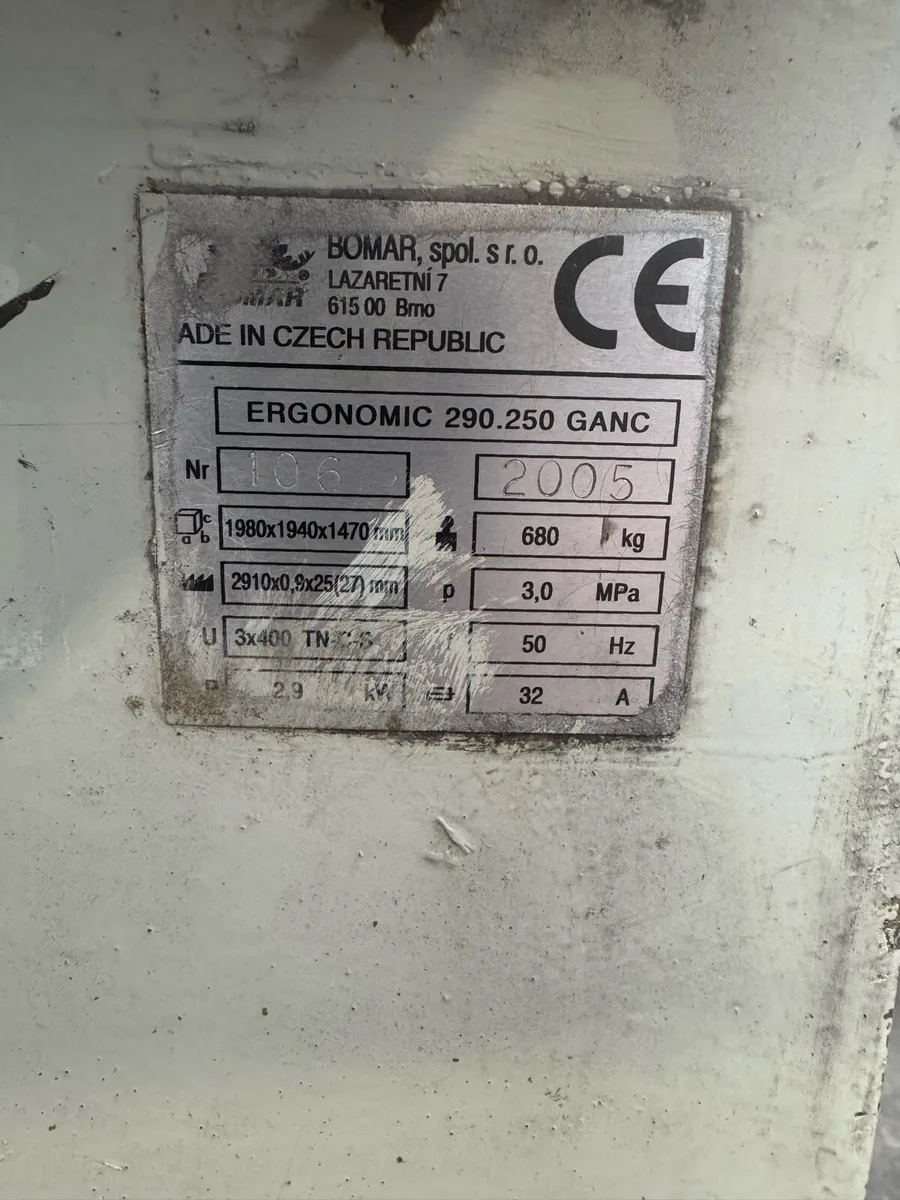 BOMAR, spol. s r. o.
LAZARETNÍ 7
615 00 Brno
ADE IN CZECH REPUBLIC
CE
ERGONOMIC 290.250 GANC
Nr 106 2005
a b c 1980x1940x1470 mm 680 kg
2910x0,9x25(27) mm p 3,0 MPa
U 3x400 TN-C-S 50 Hz
P 2.9 kW 32 A